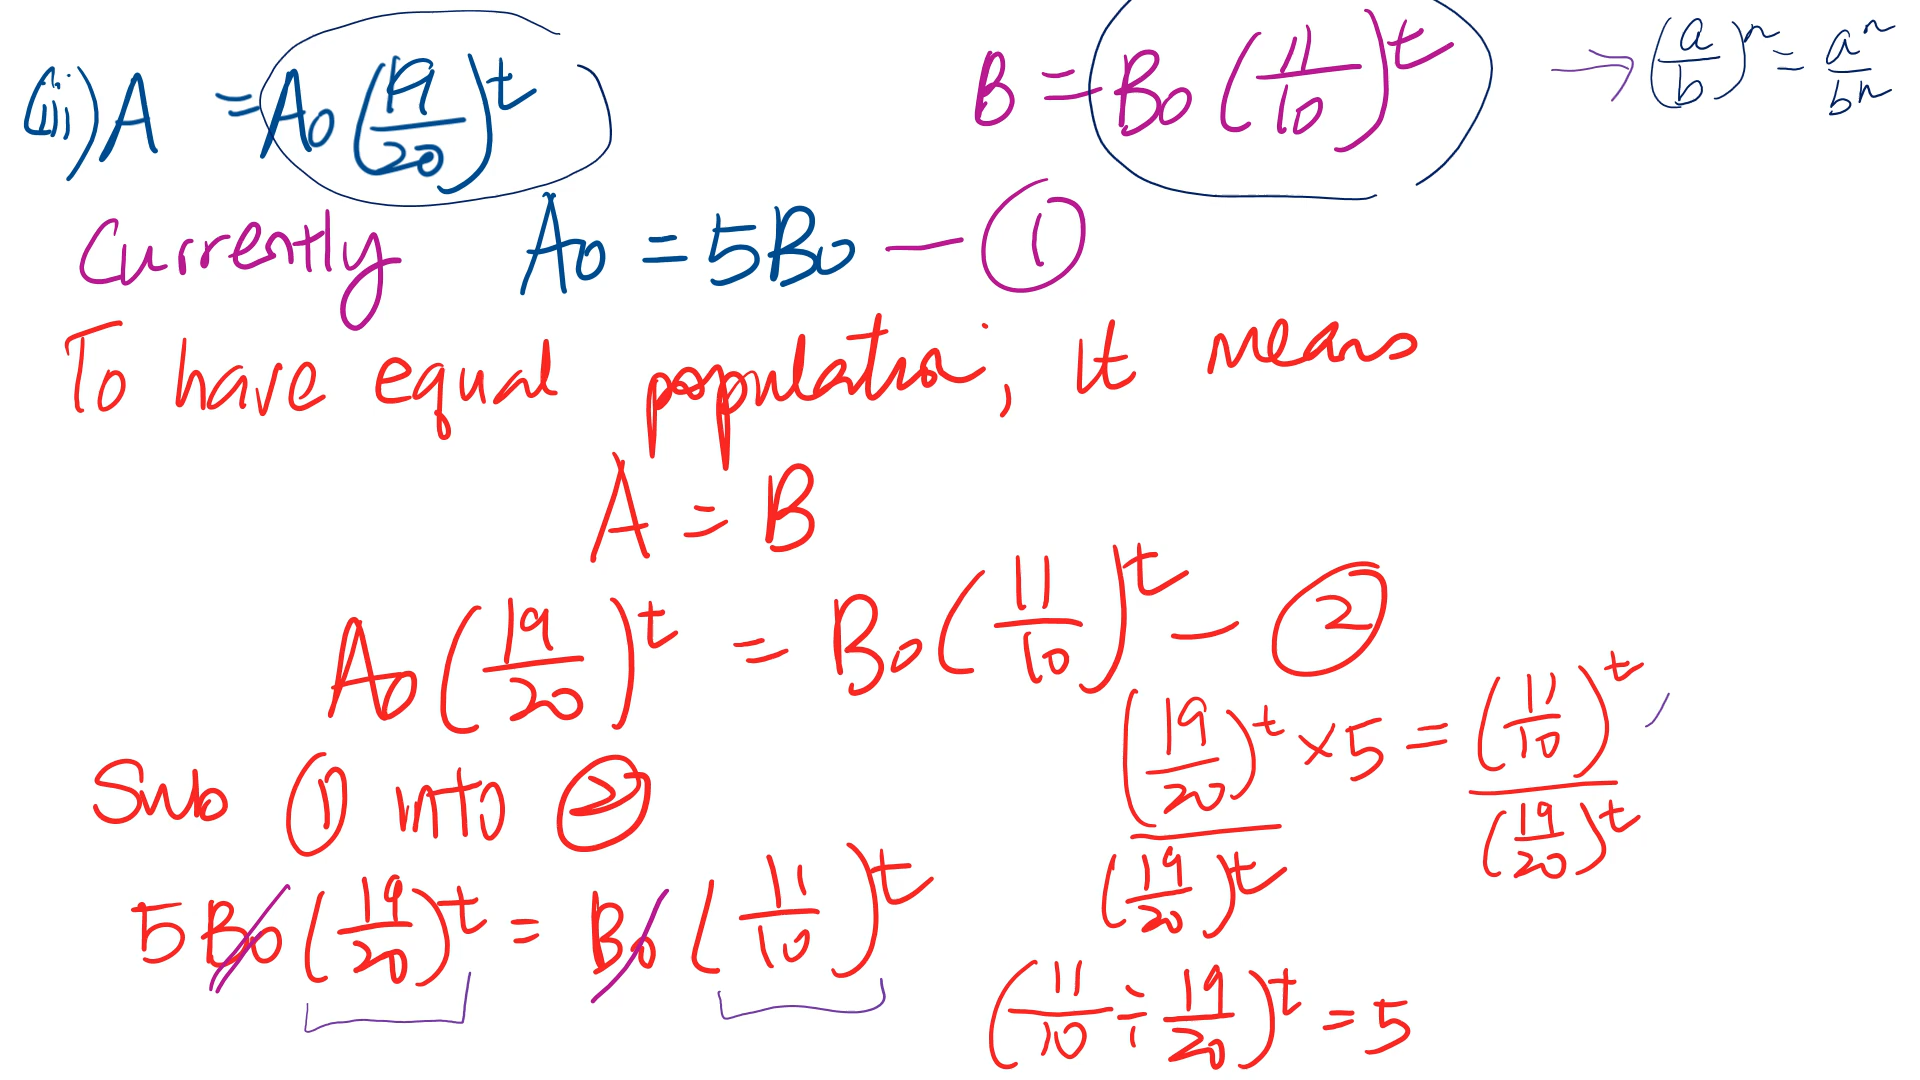 (iii) A = A₀(19/20)^t   B = B₀(11/10)^t   → (a/b)^n = a^n/b^n
Currently A₀ = 5B₀ — ①
To have equal population, it means
A = B
A₀(19/20)^t = B₀(11/10)^t — ②
Sub ① into ②
5B₀(19/20)^t = B₀(11/10)^t
((19/20)^t × 5)/(19/20)^t = (11/10)^t/(19/20)^t
(11/10 ÷ 19/20)^t = 5